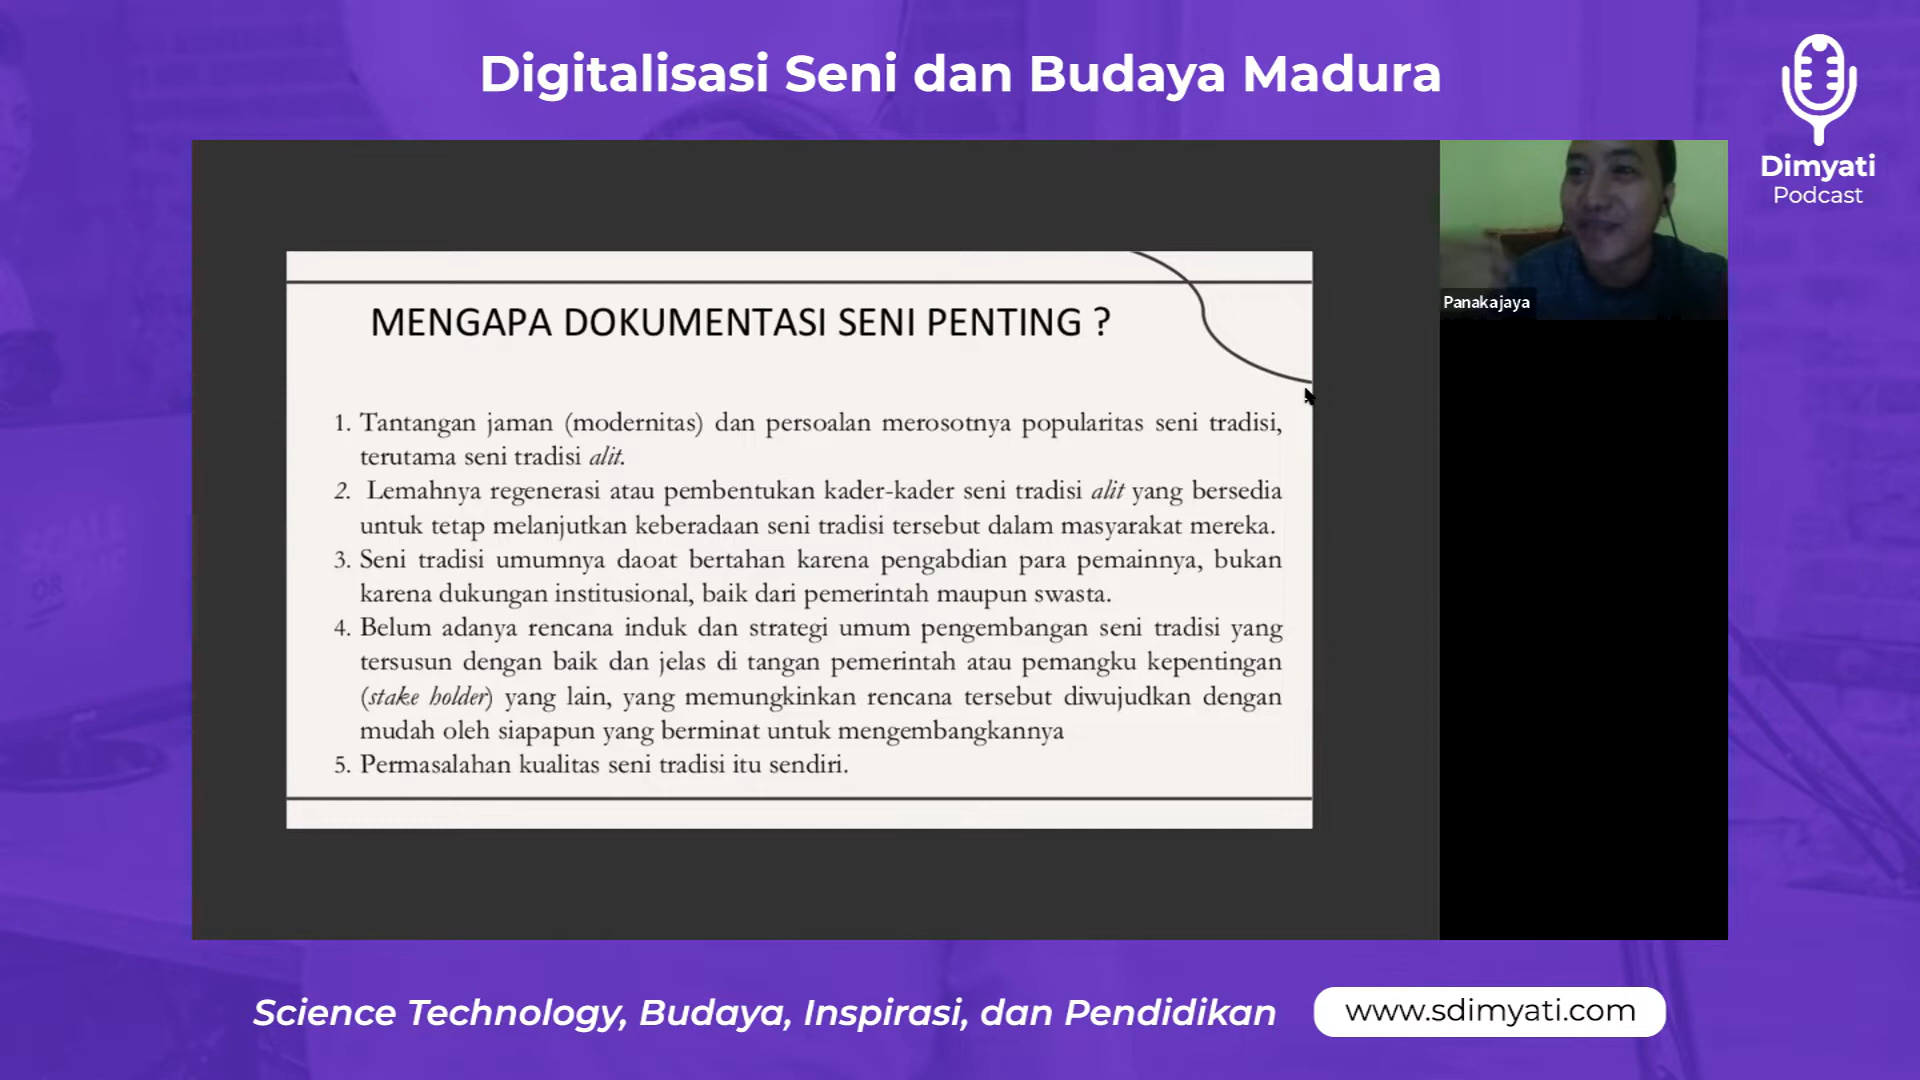 Digitalisasi Seni dan Budaya Madura
Dimyati
Podcast
Panakajaya
MENGAPA DOKUMENTASI SENI PENTING ?
1. Tantangan jaman (modernitas) dan persoalan merosotnya popularitas seni tradisi,
terutama seni tradisi alit.
2. Lemahnya regenerasi atau pembentukan kader-kader seni tradisi alit yang bersedia
untuk tetap melanjutkan keberadaan seni tradisi tersebut dalam masyarakat mereka.
3. Seni tradisi umumnya daoat bertahan karena pengabdian para pemainnya, bukan
karena dukungan institusional, baik dari pemerintah maupun swasta.
4. Belum adanya rencana induk dan strategi umum pengembangan seni tradisi yang
tersusun dengan baik dan jelas di tangan pemerintah atau pemangku kepentingan
(stake holder) yang lain, yang memungkinkan rencana tersebut diwujudkan dengan
mudah oleh siapapun yang berminat untuk mengembangkannya
5. Permasalahan kualitas seni tradisi itu sendiri.
SCALE
OR
Science Technology, Budaya, Inspirasi, dan Pendidikan
www.sdimyati.com